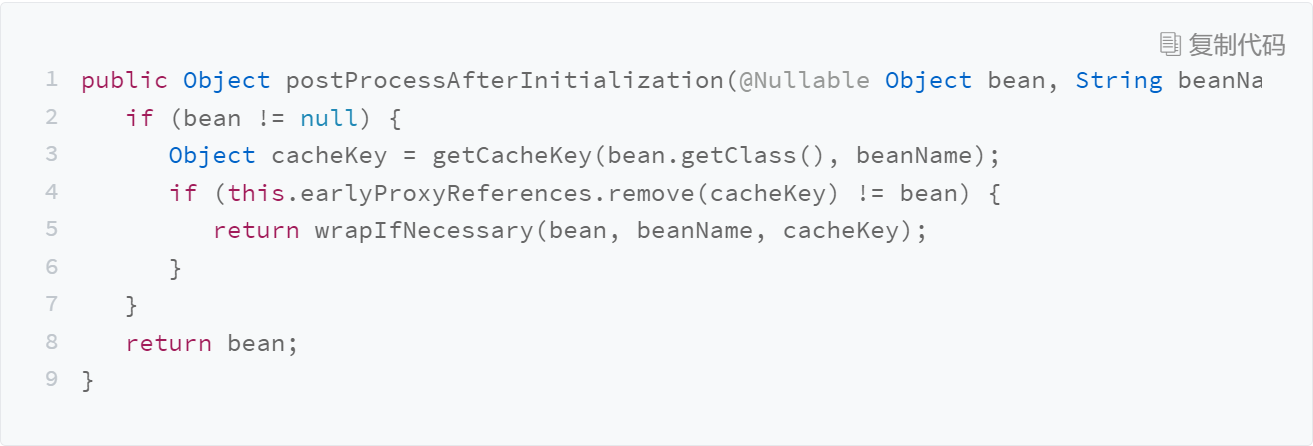 复制代码
1 public Object postProcessAfterInitialization(@Nullable Object bean, String beanNa
2    if (bean != null) {
3       Object cacheKey = getCacheKey(bean.getClass(), beanName);
4       if (this.earlyProxyReferences.remove(cacheKey) != bean) {
5          return wrapIfNecessary(bean, beanName, cacheKey);
6       }
7    }
8    return bean;
9 }